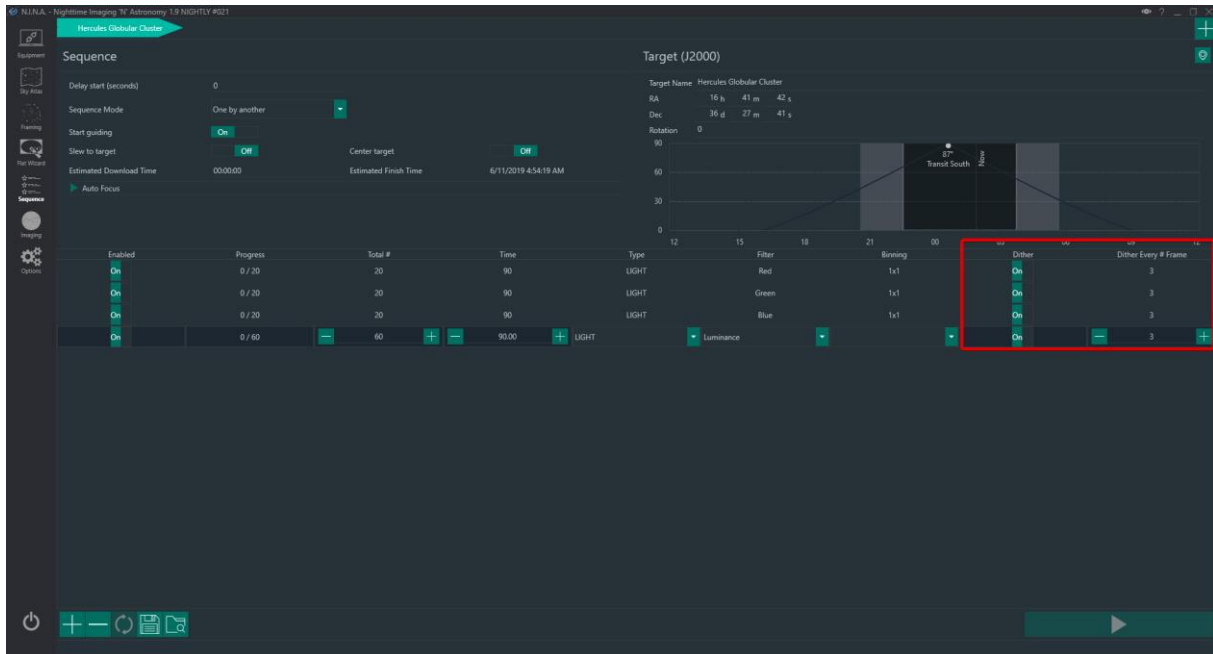 N.I.N.A. - Nighttime Imaging 'N' Astronomy 1.9 NIGHTLY #021
?
Hercules Globular Cluster
Equipment
Sky Atlas
Framing
Flat Wizard
Sequence
Imaging
Options
Sequence
Delay start (seconds) 0
Sequence Mode One by another
Start guiding On
Slew to target Off Center target Off
Estimated Download Time 00:00:00 Estimated Finish Time 6/11/2019 4:54:19 AM
Auto Focus
Target (J2000)
Target Name Hercules Globular Cluster
RA 16 h 41 m 42 s
Dec 36 d 27 m 41 s
Rotation 0
90
60
30
0
87°
Transit South
Now
12 15 18 21 00 03 06 09 12
Enabled Progress Total # Time Type Filter Binning Dither Dither Every # Frame
On 0 / 20 20 90 LIGHT Red 1x1 On 3
On 0 / 20 20 90 LIGHT Green 1x1 On 3
On 0 / 20 20 90 LIGHT Blue 1x1 On 3
On 0 / 60 60 90.00 LIGHT Luminance On 3